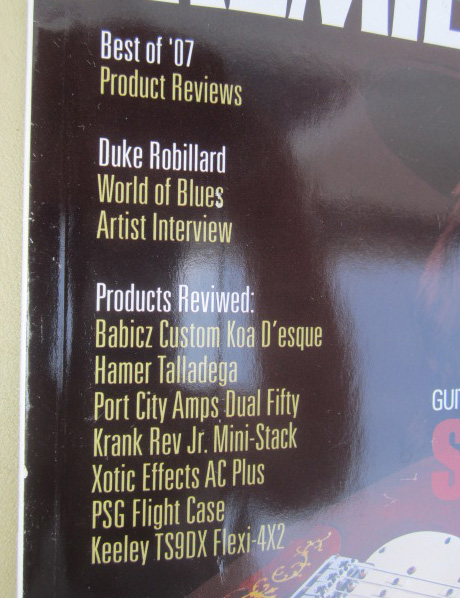 Best of '07
Product Reviews
Duke Robillard
World of Blues
Artist Interview
Products Reviwed:
Babicz Custom Koa D'esque
Hamer Talladega
Port City Amps Dual Fifty
Krank Rev Jr. Mini-Stack
Xotic Effects AC Plus
PSG Flight Case
Keeley TS9DX Flexi-4X2